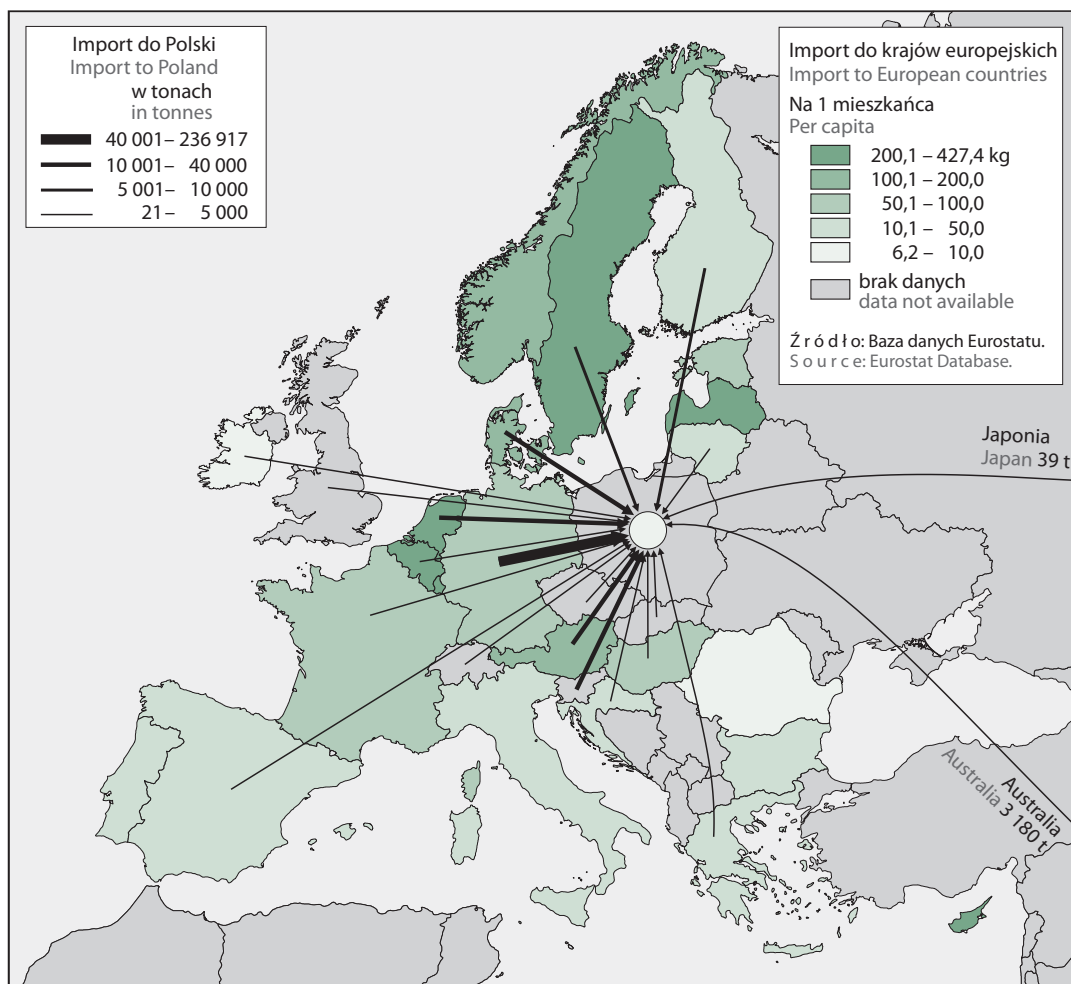 Import do Polski
Import to Poland
w tonach
in tonnes
40 001– 236 917
10 001– 40 000
5 001– 10 000
21– 5 000
Import do krajów europejskich
Import to European countries
Na 1 mieszkańca
Per capita
200,1 – 427,4 kg
100,1 – 200,0
50,1 – 100,0
10,1 – 50,0
6,2 – 10,0
brak danych
data not available
Ź r ó d ł o: Baza danych Eurostatu.
S o u r c e: Eurostat Database.
Japonia
Japan 39 t
Australia
Australia 3 180 t